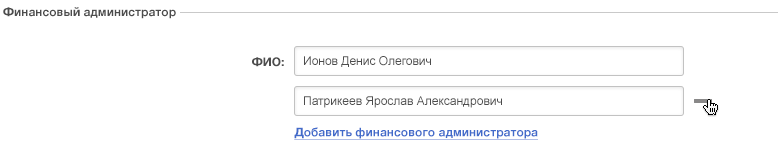 Финансовый администратор
ФИО: Ионов Денис Олегович
Патрикеев Ярослав Александрович
Добавить финансового администратора